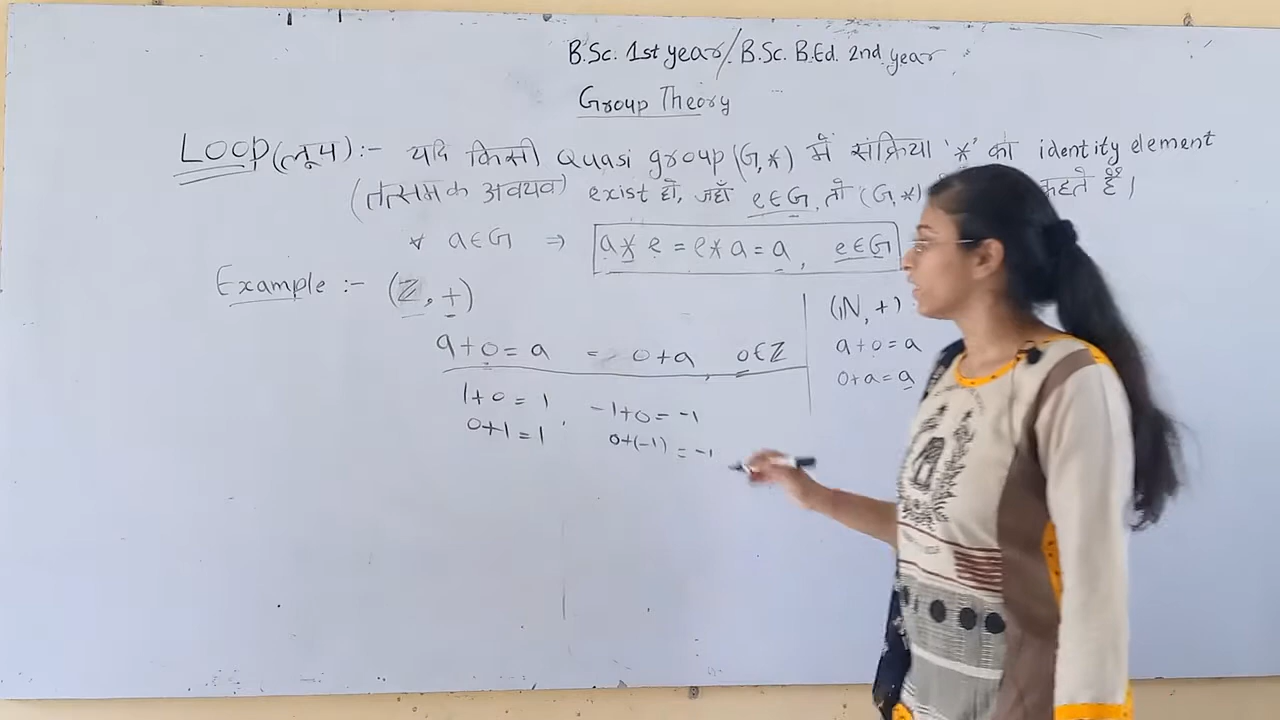 B.Sc. 1st year/B.Sc. B.Ed. 2nd year
Group Theory
LOOP(लूप):- यदि किसी Quasi group (G,*) में संक्रिया '*' का identity element
(तत्समक अवयव) exist हो, जहाँ e∈G, तो (G,*) कहते हैं।
∀ a∈G ⇒ a*e = e*a = a, e∈G
Example :- (Z, +)
a+0 = a = 0+a, 0∈Z
1+0 = 1, -1+0 = -1
0+1 = 1 0+(-1) = -1
(N, +)
a+0 = a
0+a = a